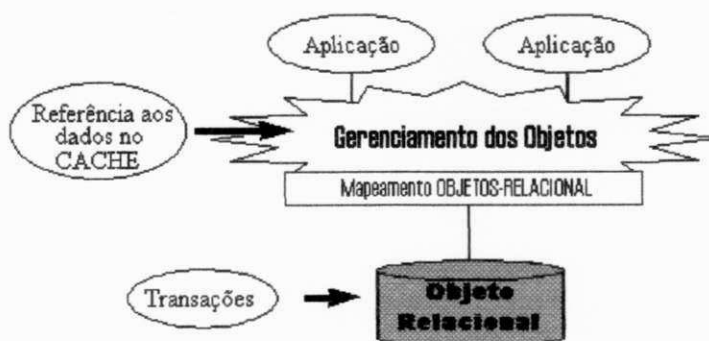 Aplicação
Aplicação
Referência aos
dados no
CACHE
Gerenciamento dos Objetos
Mapeamento OBJETOS-RELACIONAL
Transações
Objeto
Relacional